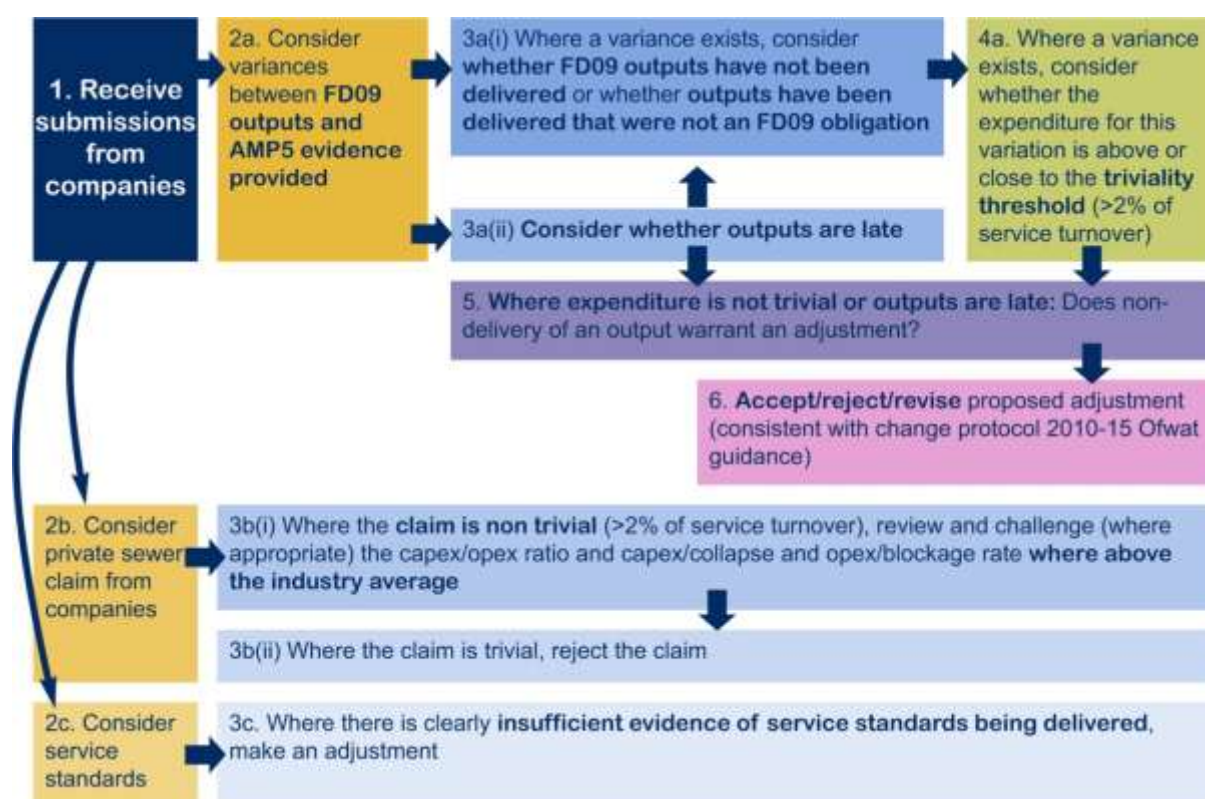 1. Receive
submissions
from
companies
2a. Consider
variances
between FD09
outputs and
AMP5 evidence
provided
3a(i) Where a variance exists, consider
whether FD09 outputs have not been
delivered or whether outputs have been
delivered that were not an FD09 obligation
3a(ii) Consider whether outputs are late
4a. Where a variance
exists, consider
whether the
expenditure for this
variation is above or
close to the triviality
threshold (>2% of
service turnover)
5. Where expenditure is not trivial or outputs are late: Does non-
delivery of an output warrant an adjustment?
6. Accept/reject/revise proposed adjustment
(consistent with change protocol 2010-15 Ofwat
guidance)
2b. Consider
private sewer
claim from
companies
3b(i) Where the claim is non trivial (>2% of service turnover), review and challenge (where
appropriate) the capex/opex ratio and capex/collapse and opex/blockage rate where above
the industry average
3b(ii) Where the claim is trivial, reject the claim
2c. Consider
service
standards
3c. Where there is clearly insufficient evidence of service standards being delivered,
make an adjustment